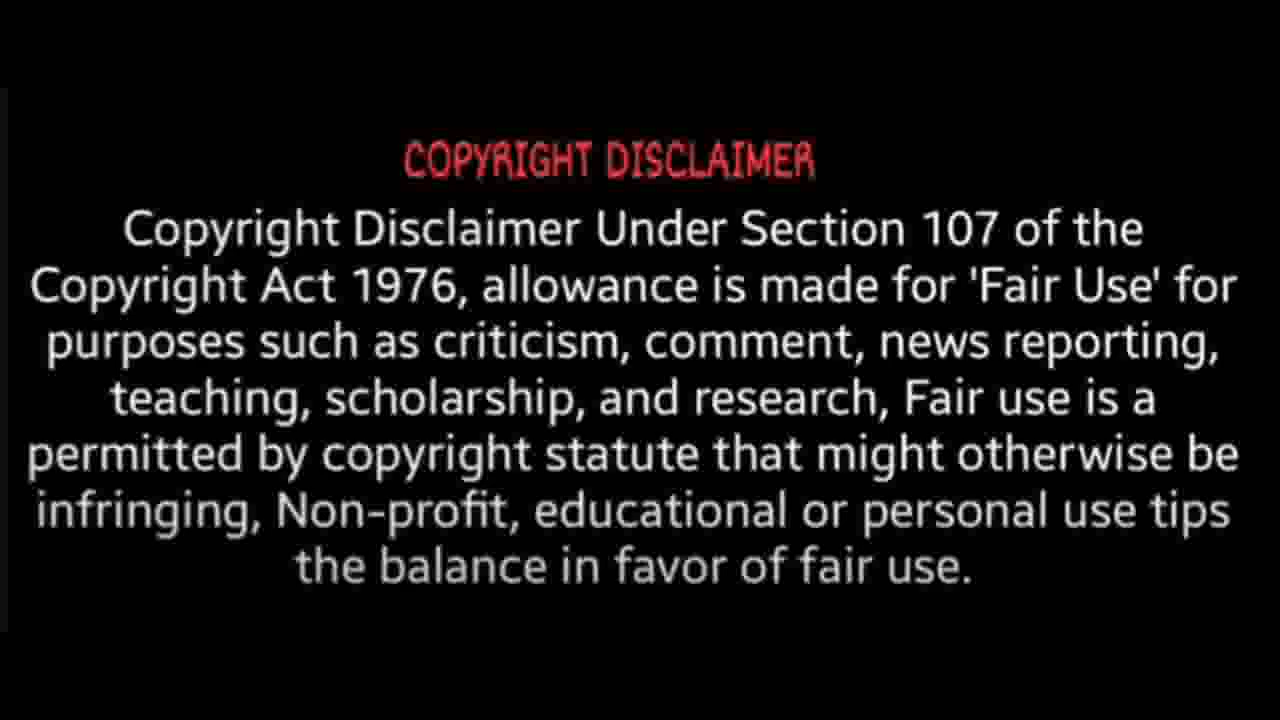 COPYRIGHT DISCLAIMER
Copyright Disclaimer Under Section 107 of the
Copyright Act 1976, allowance is made for 'Fair Use' for
purposes such as criticism, comment, news reporting,
teaching, scholarship, and research, Fair use is a
permitted by copyright statute that might otherwise be
infringing, Non-profit, educational or personal use tips
the balance in favor of fair use.